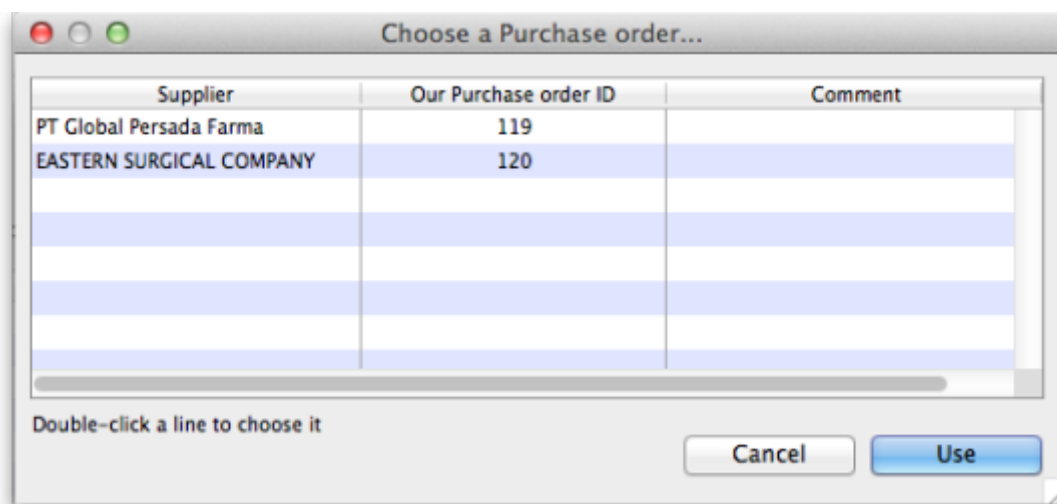 Choose a Purchase order...
Supplier Our Purchase order ID Comment
PT Global Persada Farma 119
EASTERN SURGICAL COMPANY 120
Double-click a line to choose it
Cancel Use